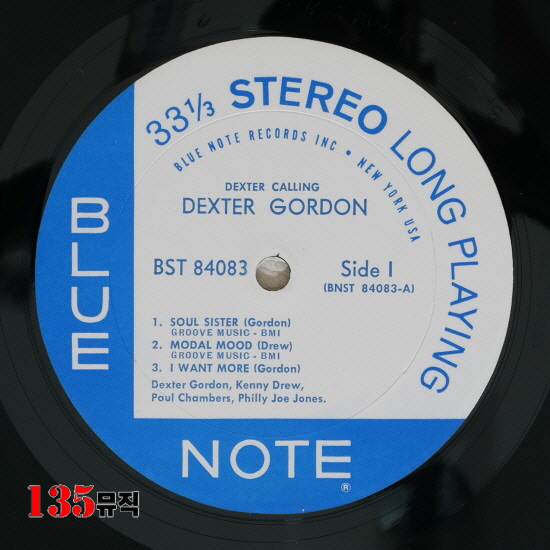 33 1/3 STEREO LONG PLAYING
BLUE NOTE RECORDS INC • NEW YORK USA
DEXTER CALLING
DEXTER GORDON
BST 84083
Side I
(BNST 84083-A)
1. SOUL SISTER (Gordon)
GROOVE MUSIC - BMI
2. MODAL MOOD (Drew)
GROOVE MUSIC - BMI
3. I WANT MORE (Gordon)
Dexter Gordon, Kenny Drew,
Paul Chambers, Philly Joe Jones.
BLUE
NOTE
®
135뮤직